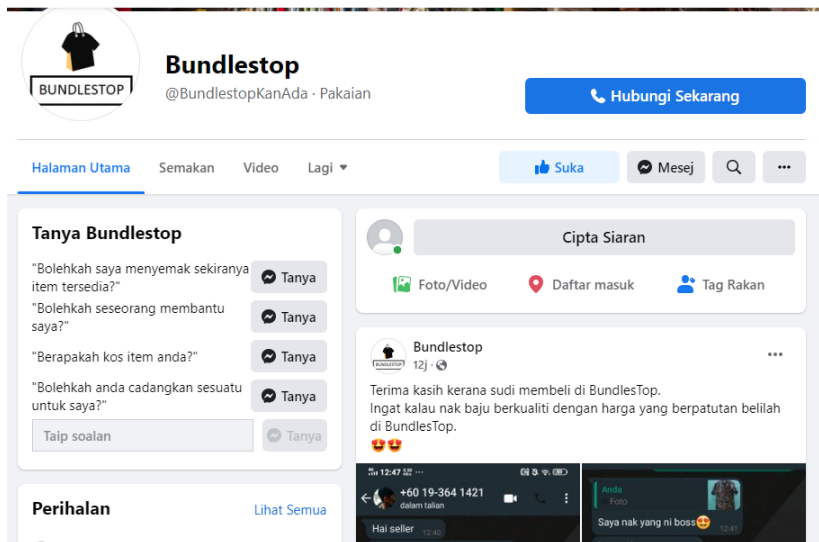 BUNDLESTOP
Bundlestop
@BundlestopKanAda · Pakaian
Hubungi Sekarang
Halaman Utama
Semakan
Video
Lagi
Suka
Mesej
Tanya Bundlestop
"Bolehkah saya menyemak sekiranya
item tersedia?"
Tanya
"Bolehkah seseorang membantu
saya?"
Tanya
"Berapakah kos item anda?"
Tanya
"Bolehkah anda cadangkan sesuatu
untuk saya?"
Tanya
Taip soalan
Tanya
Perihalan
Lihat Semua
Cipta Siaran
Foto/Video
Daftar masuk
Tag Rakan
Bundlestop
12j
Terima kasih kerana sudi membeli di BundlesTop.
Ingat kalau nak baju berkualiti dengan harga yang berpatutan belilah
di BundlesTop.
😍😍
12:47
+60 19-364 1421
dalam talian
Hai seller
12:40
Anda
Foto
Saya nak yang ni boss😍
12:41